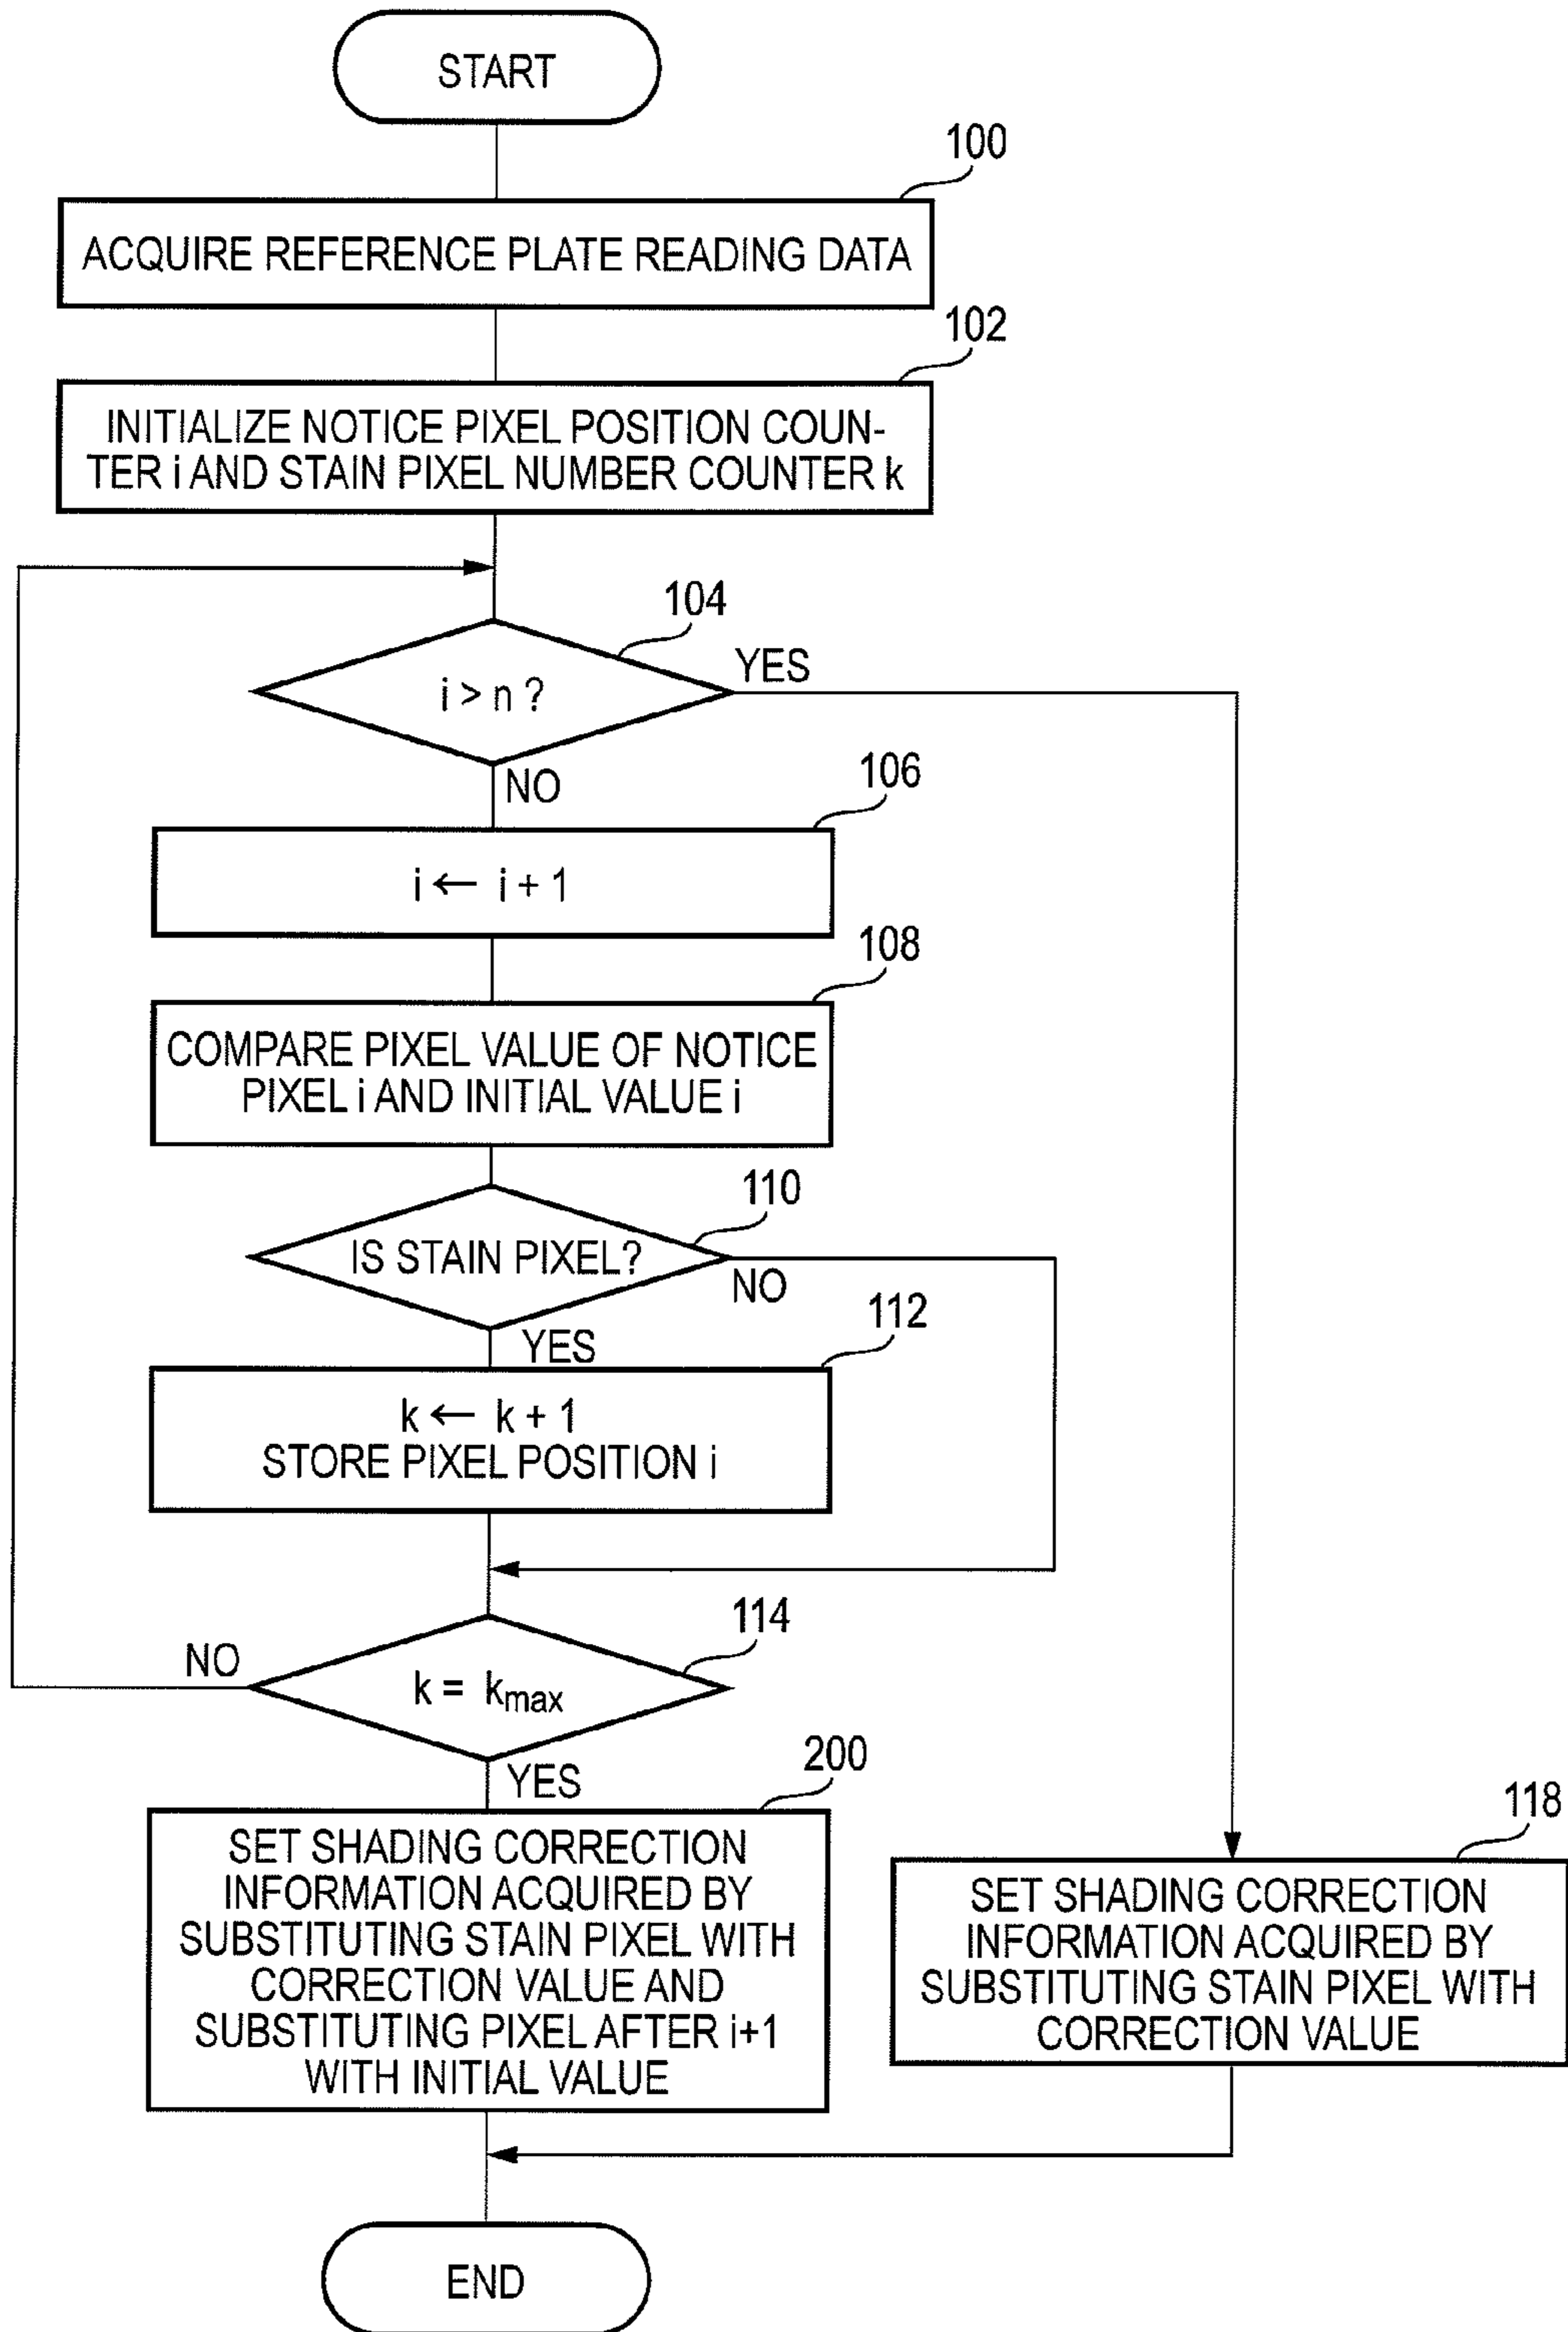 START
100
ACQUIRE REFERENCE PLATE READING DATA
102
INITIALIZE NOTICE PIXEL POSITION COUN-
TER i AND STAIN PIXEL NUMBER COUNTER k
104
i > n ?
YES
NO
106
i ← i + 1
108
COMPARE PIXEL VALUE OF NOTICE
PIXEL i AND INITIAL VALUE i
110
IS STAIN PIXEL?
NO
YES
112
k ← k + 1
STORE PIXEL POSITION i
114
NO
k = kmax
YES
200
SET SHADING CORRECTION
INFORMATION ACQUIRED BY
SUBSTITUTING STAIN PIXEL WITH
CORRECTION VALUE AND
SUBSTITUTING PIXEL AFTER i+1
WITH INITIAL VALUE
118
SET SHADING CORRECTION
INFORMATION ACQUIRED BY
SUBSTITUTING STAIN PIXEL WITH
CORRECTION VALUE
END